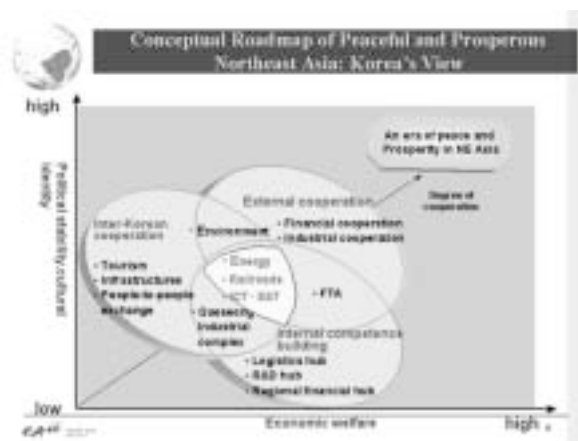 Conceptual Roadmap of Peaceful and Prosperous
Northeast Asia: Korea's View
high
An era of peace and
Prosperity in NE Asia
Political stability/cultural
identity
Degree of
cooperation
External cooperation
Inter-Korean
cooperation
• Environment
• Financial cooperation
• Industrial cooperation
• Energy
• Railroads
• ICT
• Tourism
• Infrastructures
• People-to-people
exchange
• FTA
Industrial
complex
Internal competence
building
• Logistics hub
• R&D hub
• Regional financial hub
low
Economic welfare
high